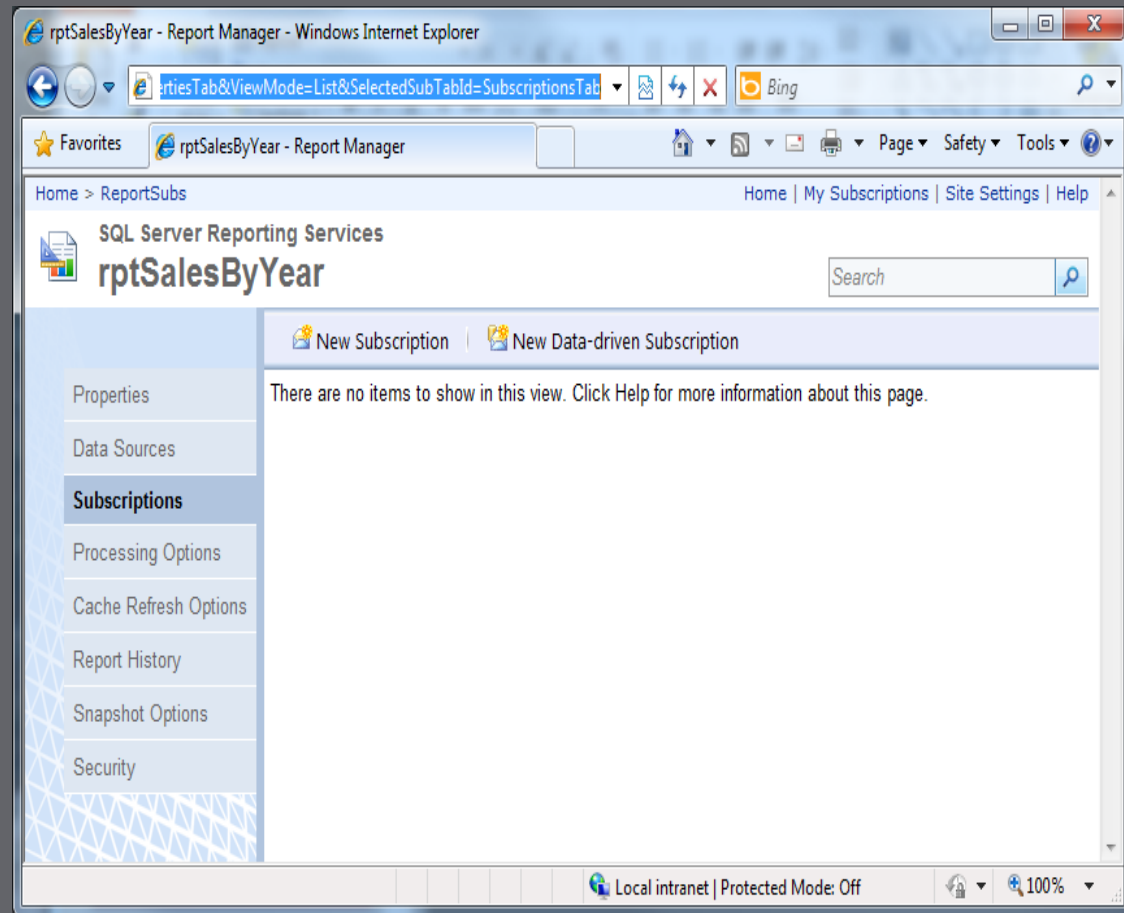 rptSalesByYear - Report Manager - Windows Internet Explorer
ertiesTab&ViewMode=List&SelectedSubTabId=SubscriptionsTab
Bing
Favorites
rptSalesByYear - Report Manager
Page
Safety
Tools
Home > ReportSubs
Home | My Subscriptions | Site Settings | Help
SQL Server Reporting Services
rptSalesByYear
Search
New Subscription | New Data-driven Subscription
Properties
There are no items to show in this view. Click Help for more information about this page.
Data Sources
Subscriptions
Processing Options
Cache Refresh Options
Report History
Snapshot Options
Security
Local intranet | Protected Mode: Off
100%